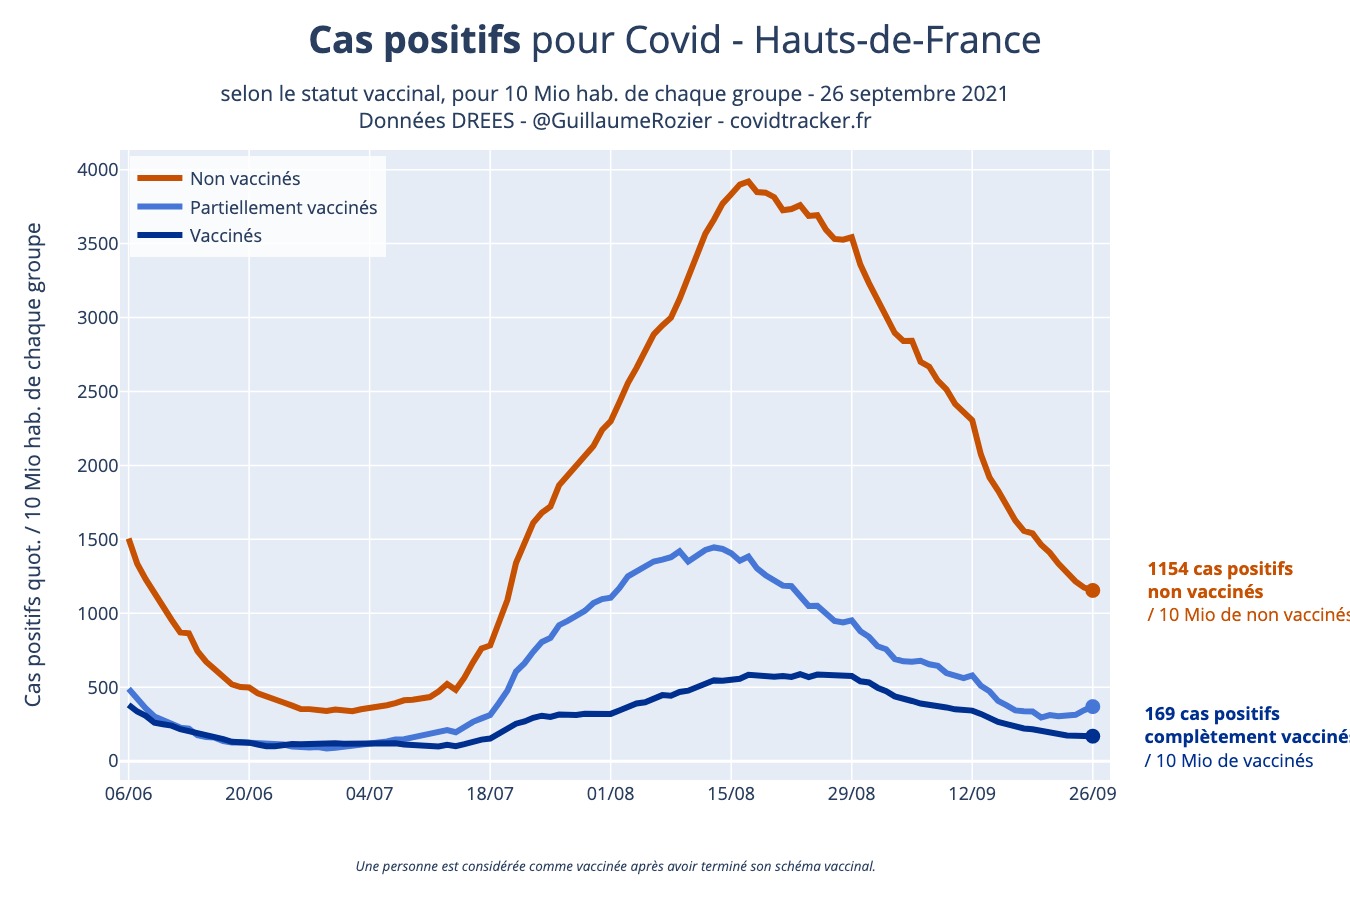 Cas positifs pour Covid - Hauts-de-France
selon le statut vaccinal, pour 10 Mio hab. de chaque groupe - 26 septembre 2021
Données DREES - @GuillaumeRozier - covidtracker.fr
Non vaccinés
Partiellement vaccinés
Vaccinés
Cas positifs quot. / 10 Mio hab. de chaque groupe
4000
3500
3000
2500
2000
1500
1000
500
0
06/06
20/06
04/07
18/07
01/08
15/08
29/08
12/09
26/09
1154 cas positifs
non vaccinés
/ 10 Mio de non vaccinés
169 cas positifs
complètement vaccinés
/ 10 Mio de vaccinés
Une personne est considérée comme vaccinée après avoir terminé son schéma vaccinal.